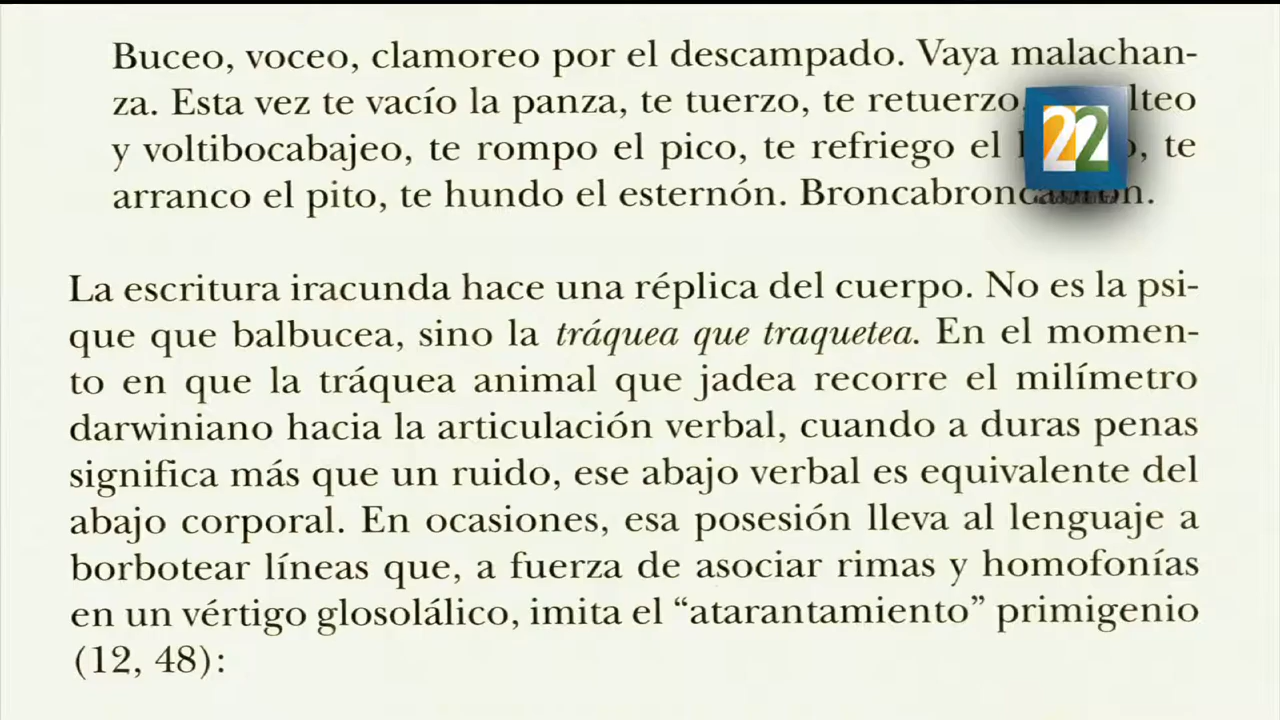 Buceo, voceo, clamoreo por el descampado. Vaya malachan-
za. Esta vez te vacío la panza, te tuerzo, te retuerzo,
y voltibocabajeo, te rompo el pico, te refriego el te
arranco el pito, te hundo el esternón.
La escritura iracunda hace una réplica del cuerpo. No es la psi-
que que balbucea, sino la tráquea que traquetea. En el momen-
to en que la tráquea animal que jadea recorre el milímetro
darwiniano hacia la articulación verbal, cuando a duras penas
significa más que un ruido, ese abajo verbal es equivalente del
abajo corporal. En ocasiones, esa posesión lleva al lenguaje a
borbotear líneas que, a fuerza de asociar rimas y homofonías
en un vértigo glosolálico, imita el “atarantamiento” primigenio
(12, 48):
22